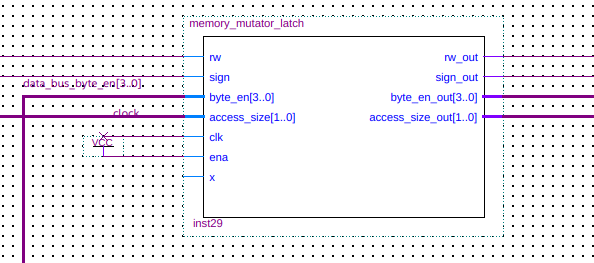 memory_mutator_latch
rw rw_out
sign sign_out
data_bus_byte_en[3..0]
byte_en[3..0] byte_en_out[3..0]
clock
access_size[1..0] access_size_out[1..0]
clk
VCC
ena
x
inst29